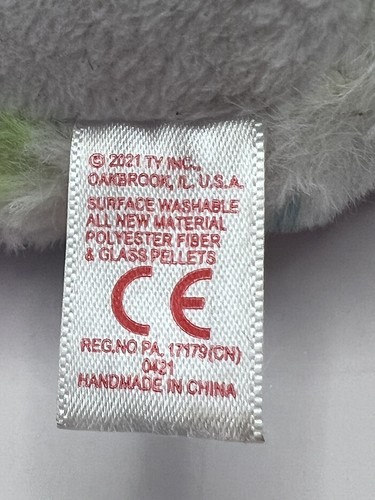 © 2021 TY INC.,
OAKBROOK, IL. U.S.A.
SURFACE WASHABLE
ALL NEW MATERIAL
POLYESTER FIBER
& GLASS PELLETS
CE
REG.NO PA. 17179(CN)
0421
HANDMADE IN CHINA